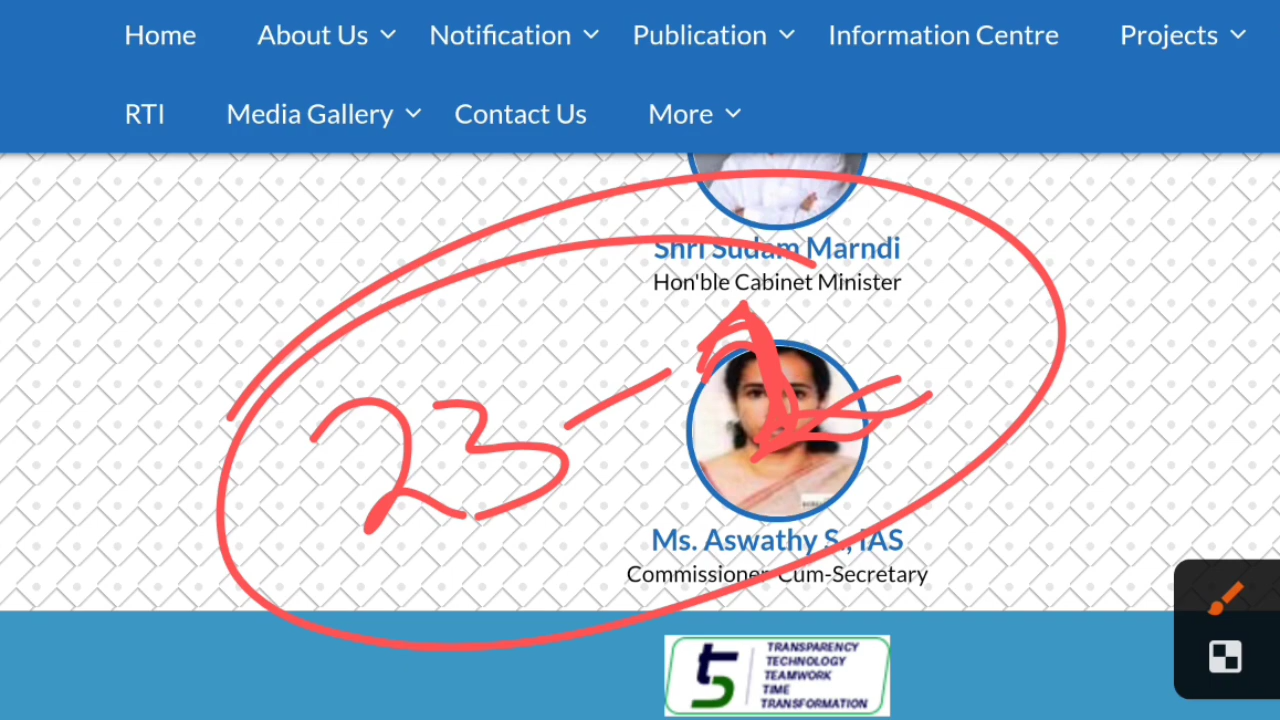 Home About Us Notification Publication Information Centre Projects
RTI Media Gallery Contact Us More
Shri Sudam Marndi
Hon'ble Cabinet Minister
23-
Ms. Aswathy S., IAS
Commissioner-Cum-Secretary
t5
TRANSPARENCY
TECHNOLOGY
TEAMWORK
TIME
TRANSFORMATION